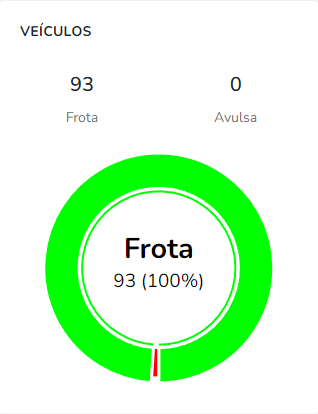 VEÍCULOS
93 0
Frota Avulsa
Frota
93 (100%)